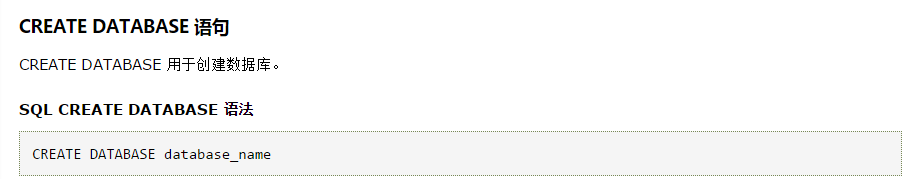 CREATE DATABASE 语句
CREATE DATABASE 用于创建数据库。
SQL CREATE DATABASE 语法
CREATE DATABASE database_name